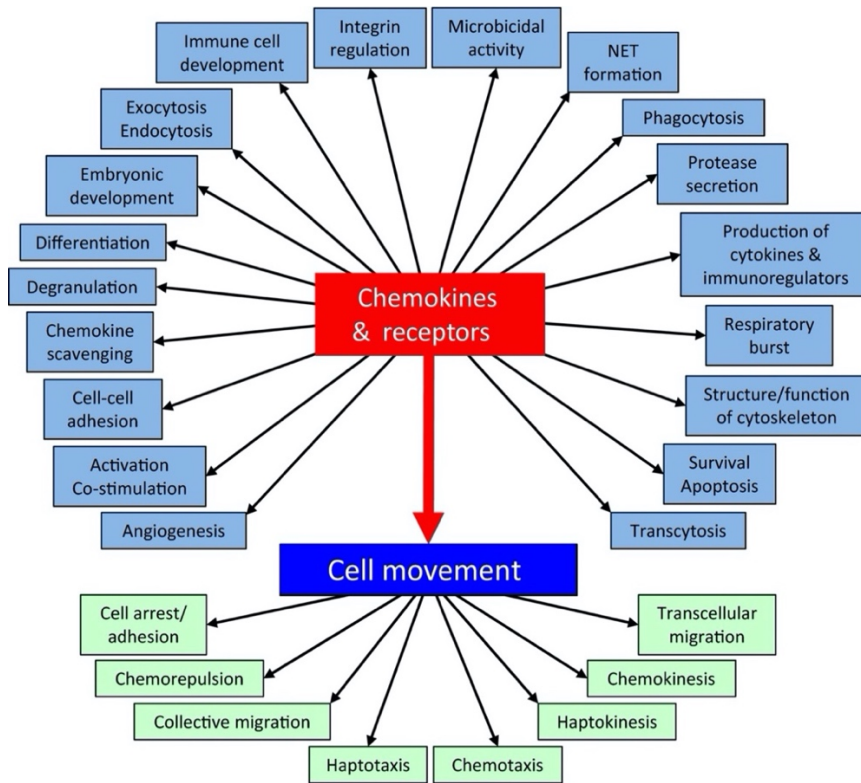 Immune cell
development
Integrin
regulation
Microbicidal
activity
NET
formation
Exocytosis
Endocytosis
Phagocytosis
Embryonic
development
Protease
secretion
Differentiation
Production of
cytokines &
immunoregulators
Degranulation
Chemokines
& receptors
Chemokine
scavenging
Respiratory
burst
Cell-cell
adhesion
Structure/function
of cytoskeleton
Activation
Co-stimulation
Survival
Apoptosis
Angiogenesis
Transcytosis
Cell movement
Cell arrest/
adhesion
Transcellular
migration
Chemorepulsion
Chemokinesis
Collective migration
Haptokinesis
Haptotaxis
Chemotaxis